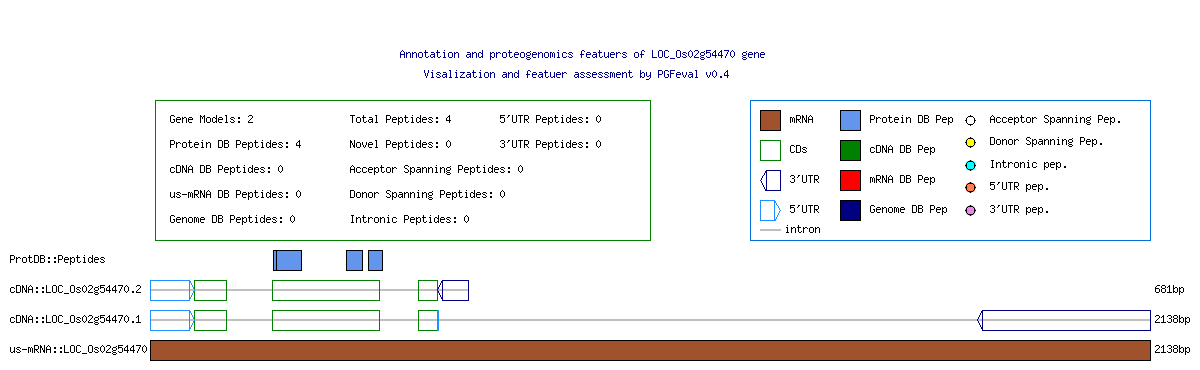 Annotation and proteogenomics featuers of LOC_Os02g54470 gene
Visalization and featuer assessment by PGFeval v0.4
Gene Models: 2 Total Peptides: 4 5'UTR Peptides: 0
Protein DB Peptides: 4 Novel Peptides: 0 3'UTR Peptides: 0
cDNA DB Peptides: 0 Acceptor Spanning Peptides: 0
us-mRNA DB Peptides: 0 Donor Spanning Peptides: 0
Genome DB Peptides: 0 Intronic Peptides: 0
mRNA Protein DB Pep Acceptor Spanning Pep.
CDs cDNA DB Pep Donor Spanning Pep.
3'UTR mRNA DB Pep Intronic pep.
5'UTR Genome DB Pep 5'UTR pep.
intron 3'UTR pep.
ProtDB::Peptides
cDNA::LOC_Os02g54470.2 681bp
cDNA::LOC_Os02g54470.1 2138bp
us-mRNA::LOC_Os02g54470 2138bp